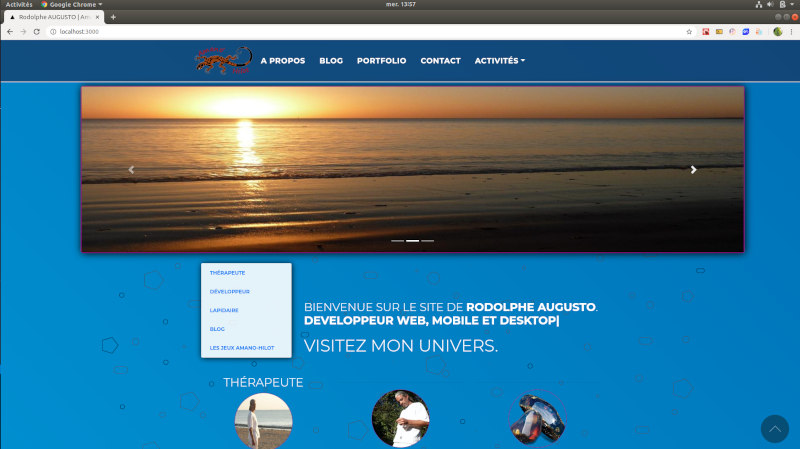 Activités Google Chrome mer. 13:57
Rodolphe AUGUSTO | Am
localhost:3000
A PROPOS BLOG PORTFOLIO CONTACT ACTIVITÉS
THÉRAPEUTE
DÉVELOPPEUR
LAPIDAIRE
BLOG
LES JEUX AMANO-HILOT
BIENVENUE SUR LE SITE DE RODOLPHE AUGUSTO.
DEVELOPPEUR WEB, MOBILE ET DESKTOP|
VISITEZ MON UNIVERS.
THÉRAPEUTE